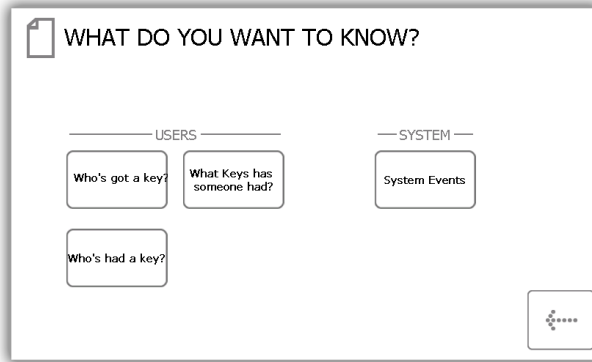 WHAT DO YOU WANT TO KNOW?
USERS
SYSTEM
Who's got a key?
What Keys has
someone had?
System Events
Who's had a key?